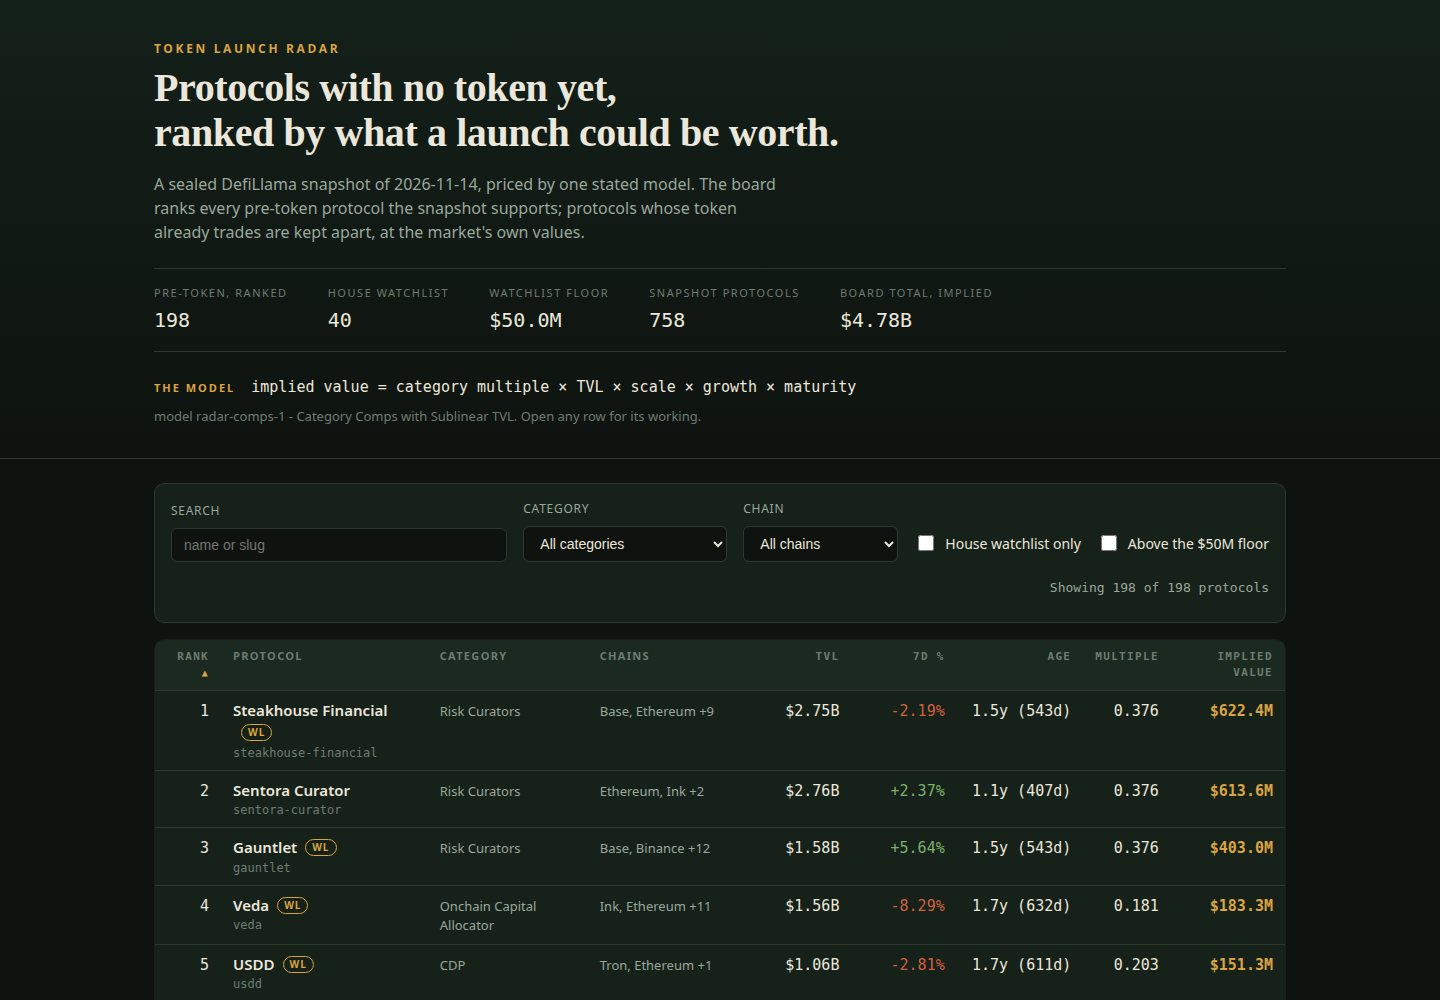 TOKEN LAUNCH RADAR
Protocols with no token yet,
ranked by what a launch could be worth.
A sealed DefiLlama snapshot of 2026-11-14, priced by one stated model. The board
ranks every pre-token protocol the snapshot supports; protocols whose token
already trades are kept apart, at the market's own values.
PRE-TOKEN, RANKED HOUSE WATCHLIST WATCHLIST FLOOR SNAPSHOT PROTOCOLS BOARD TOTAL, IMPLIED
198 40 $50.0M 758 $4.78B
THE MODEL implied value = category multiple × TVL × scale × growth × maturity
model radar-comps-1 - Category Comps with Sublinear TVL. Open any row for its working.
SEARCH CATEGORY CHAIN
name or slug All categories All chains House watchlist only Above the $50M floor
Showing 198 of 198 protocols
RANK ▲ PROTOCOL CATEGORY CHAINS TVL 7D % AGE MULTIPLE IMPLIED VALUE
1 Steakhouse Financial Risk Curators Base, Ethereum +9 $2.75B -2.19% 1.5y (543d) 0.376 $622.4M
WL
steakhouse-financial
2 Sentora Curator Risk Curators Ethereum, Ink +2 $2.76B +2.37% 1.1y (407d) 0.376 $613.6M
sentora-curator
3 Gauntlet WL Risk Curators Base, Binance +12 $1.58B +5.64% 1.5y (543d) 0.376 $403.0M
gauntlet
4 Veda WL Onchain Capital Allocator Ink, Ethereum +11 $1.56B -8.29% 1.7y (632d) 0.181 $183.3M
veda
5 USDD WL CDP Tron, Ethereum +1 $1.06B -2.81% 1.7y (611d) 0.203 $151.3M
usdd